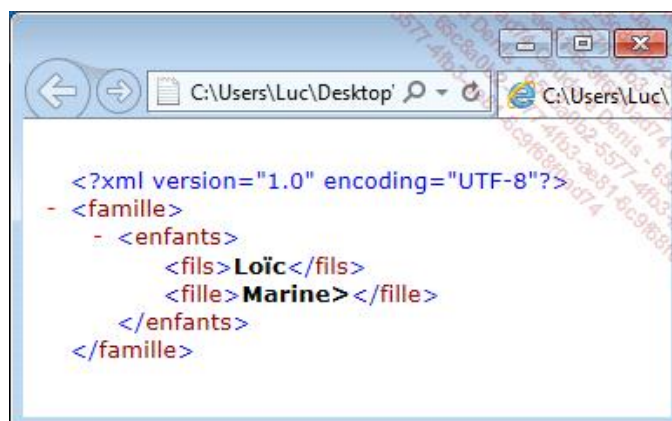 C:\Users\Luc\Desktop'
C:\Users\Luc\
<?xml version="1.0" encoding="UTF-8"?>
- <famille>
- <enfants>
<fils>Loïc</fils>
<fille>Marine></fille>
</enfants>
</famille>